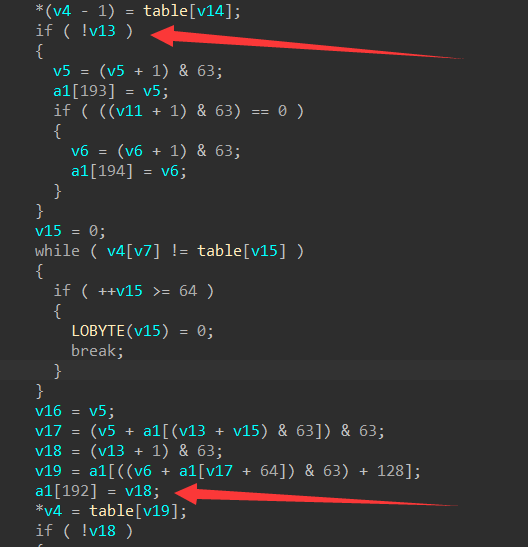 *(v4 - 1) = table[v14];
if ( !v13 )
{
v5 = (v5 + 1) & 63;
a1[193] = v5;
if ( ((v11 + 1) & 63) == 0 )
{
v6 = (v6 + 1) & 63;
a1[194] = v6;
}
}
v15 = 0;
while ( v4[v7] != table[v15] )
{
if ( ++v15 >= 64 )
{
LOBYTE(v15) = 0;
break;
}
}
v16 = v5;
v17 = (v5 + a1[(v13 + v15) & 63]) & 63;
v18 = (v13 + 1) & 63;
v19 = a1[((v6 + a1[v17 + 64]) & 63) + 128];
a1[192] = v18;
*v4 = table[v19];
if ( !v18 )